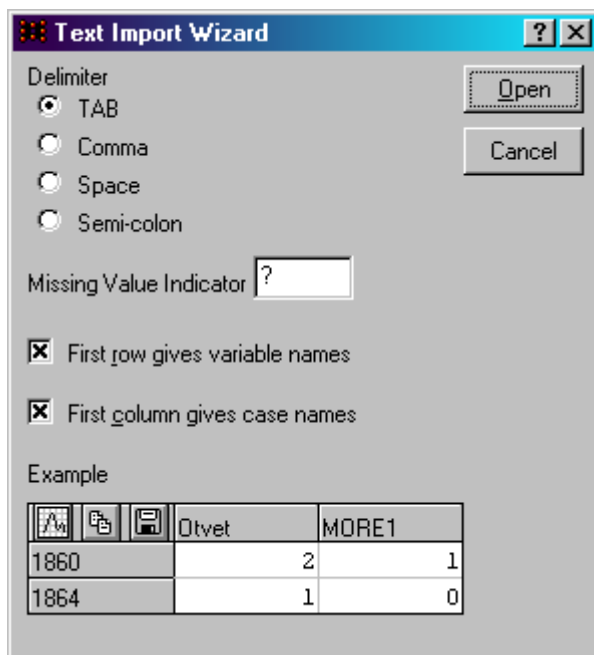 Text Import Wizard
Delimiter
Open
TAB
Comma
Cancel
Space
Semi-colon
Missing Value Indicator ?
First row gives variable names
First column gives case names
Example
Otvet MORE1
1860 2 1
1864 1 0